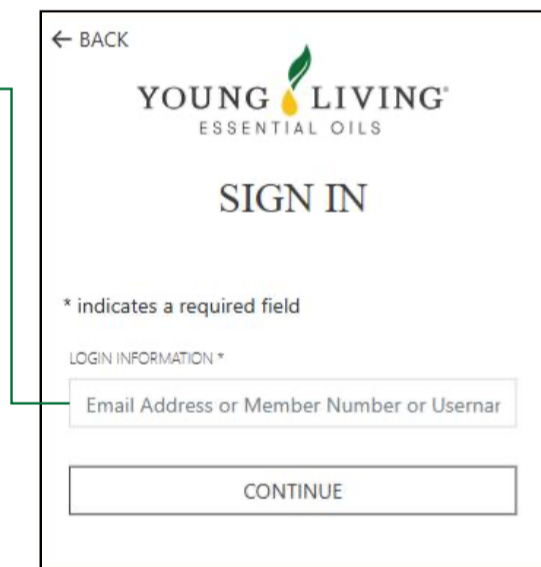 ← BACK
YOUNG LIVING®
ESSENTIAL OILS
SIGN IN
* indicates a required field
LOGIN INFORMATION *
Email Address or Member Number or Usernar
CONTINUE